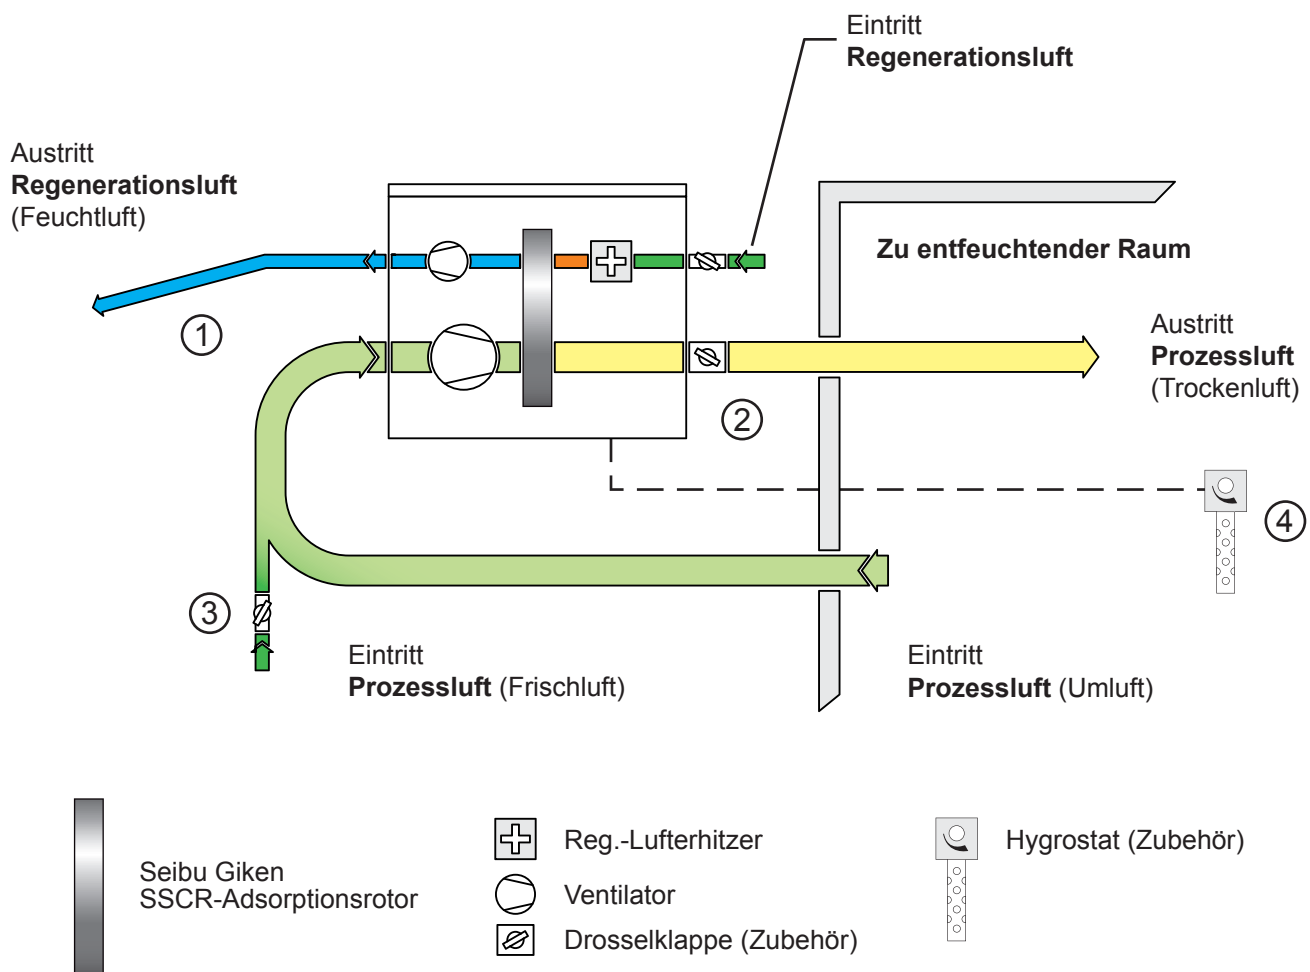 Eintritt
Regenerationsluft
Austritt
Regenerationsluft
(Feuchtluft)
Zu entfeuchtender Raum
1
Austritt
Prozessluft
(Trockenluft)
2
4
3
Eintritt
Prozessluft (Frischluft)
Eintritt
Prozessluft (Umluft)
Seibu Giken
SSCR-Adsorptionsrotor
Reg.-Lufterhitzer
Ventilator
Drosselklappe (Zubehör)
Hygrostat (Zubehör)